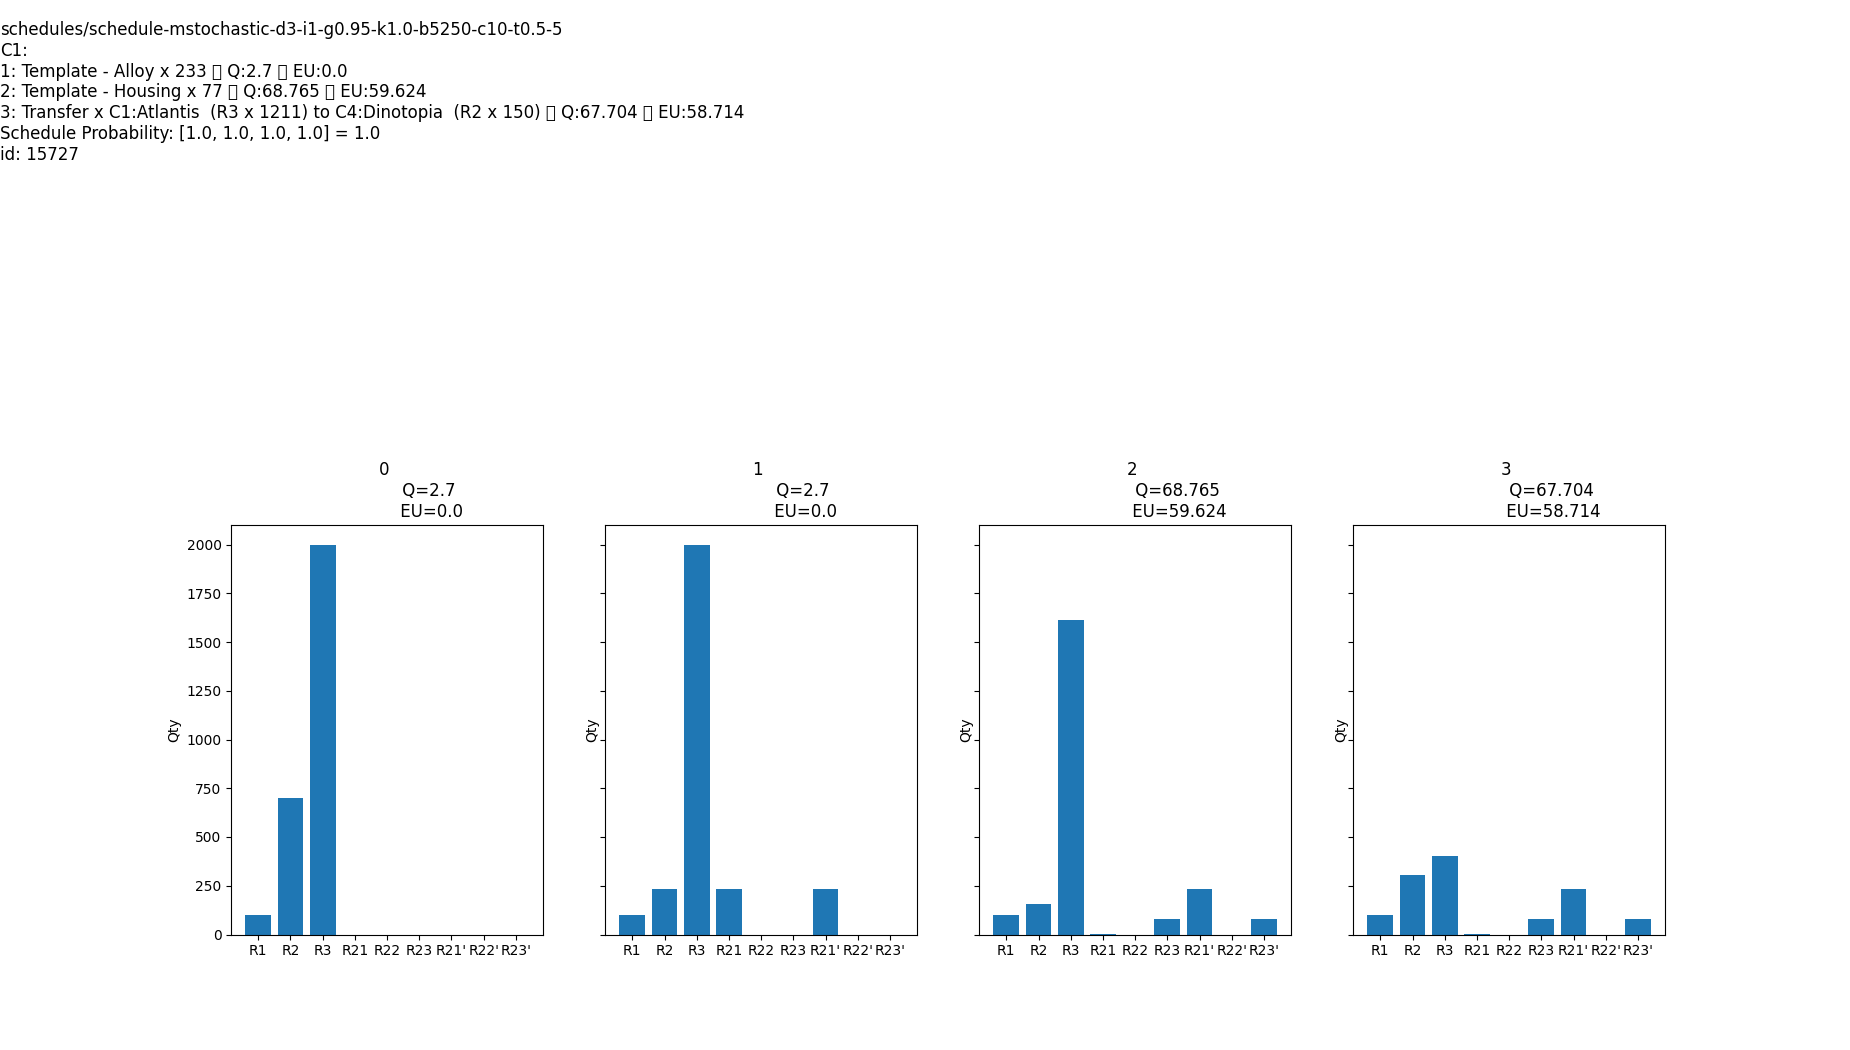 schedules/schedule-mstochastic-d3-i1-g0.95-k1.0-b5250-c10-t0.5-5
C1:
1: Template - Alloy x 233 ▯ Q:2.7 ▯ EU:0.0
2: Template - Housing x 77 ▯ Q:68.765 ▯ EU:59.624
3: Transfer x C1:Atlantis  (R3 x 1211) to C4:Dinotopia  (R2 x 150) ▯ Q:67.704 ▯ EU:58.714
Schedule Probability: [1.0, 1.0, 1.0, 1.0] = 1.0
id: 15727
0
Q=2.7
EU=0.0
Qty
2000
1750
1500
1250
1000
750
500
250
0
R1 R2 R3 R21 R22 R23 R21' R22' R23'
1
Q=2.7
EU=0.0
Qty
R1 R2 R3 R21 R22 R23 R21' R22' R23'
2
Q=68.765
EU=59.624
Qty
R1 R2 R3 R21 R22 R23 R21' R22' R23'
3
Q=67.704
EU=58.714
Qty
R1 R2 R3 R21 R22 R23 R21' R22' R23'